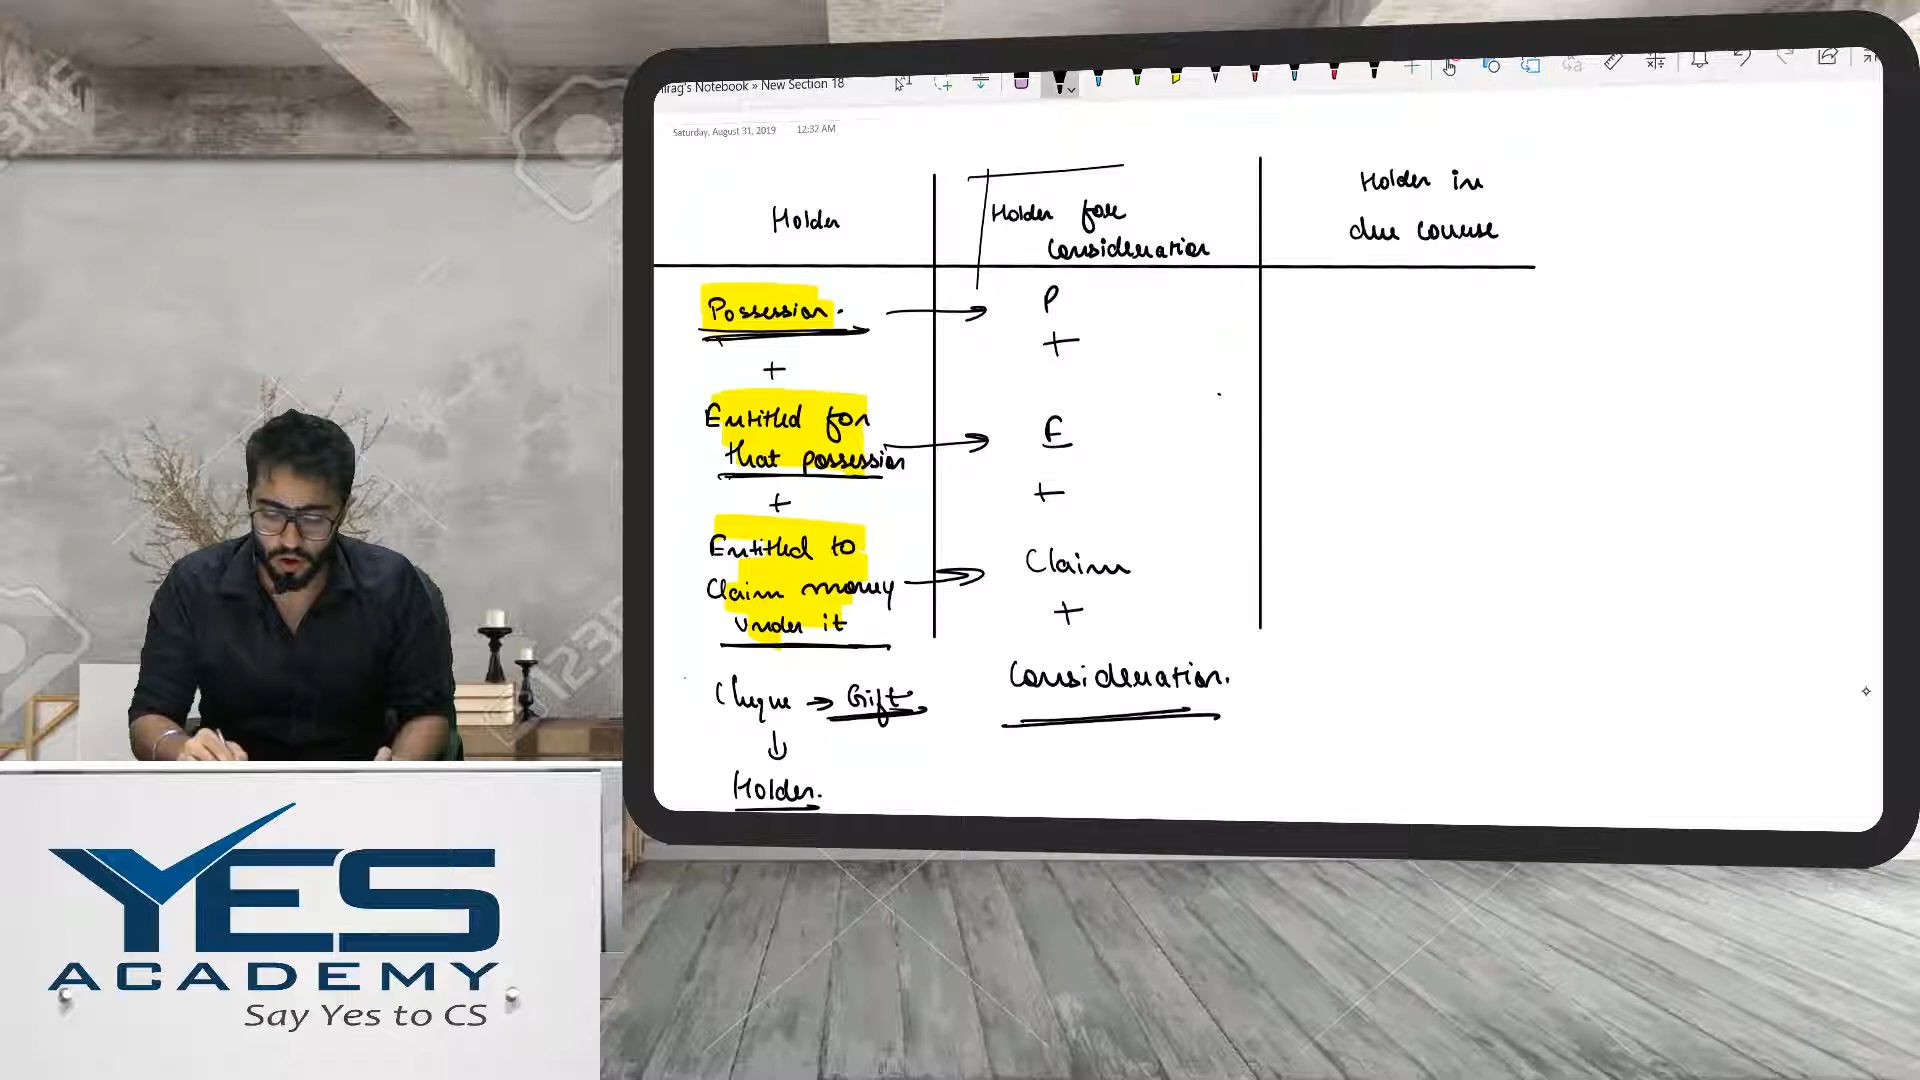 irag's Notebook » New Section 18
Saturday, August 31, 2019 12:32 AM
Holder
Holder for
Consideration
Holder in
due course
Possession.
+
Entitled for
that possession
+
Entitled to
Claim money
under it
Cheque → Gift
Holder.
P
+
E
+
Claim
+
Consideration.
YES
ACADEMY
Say Yes to CS
123RF